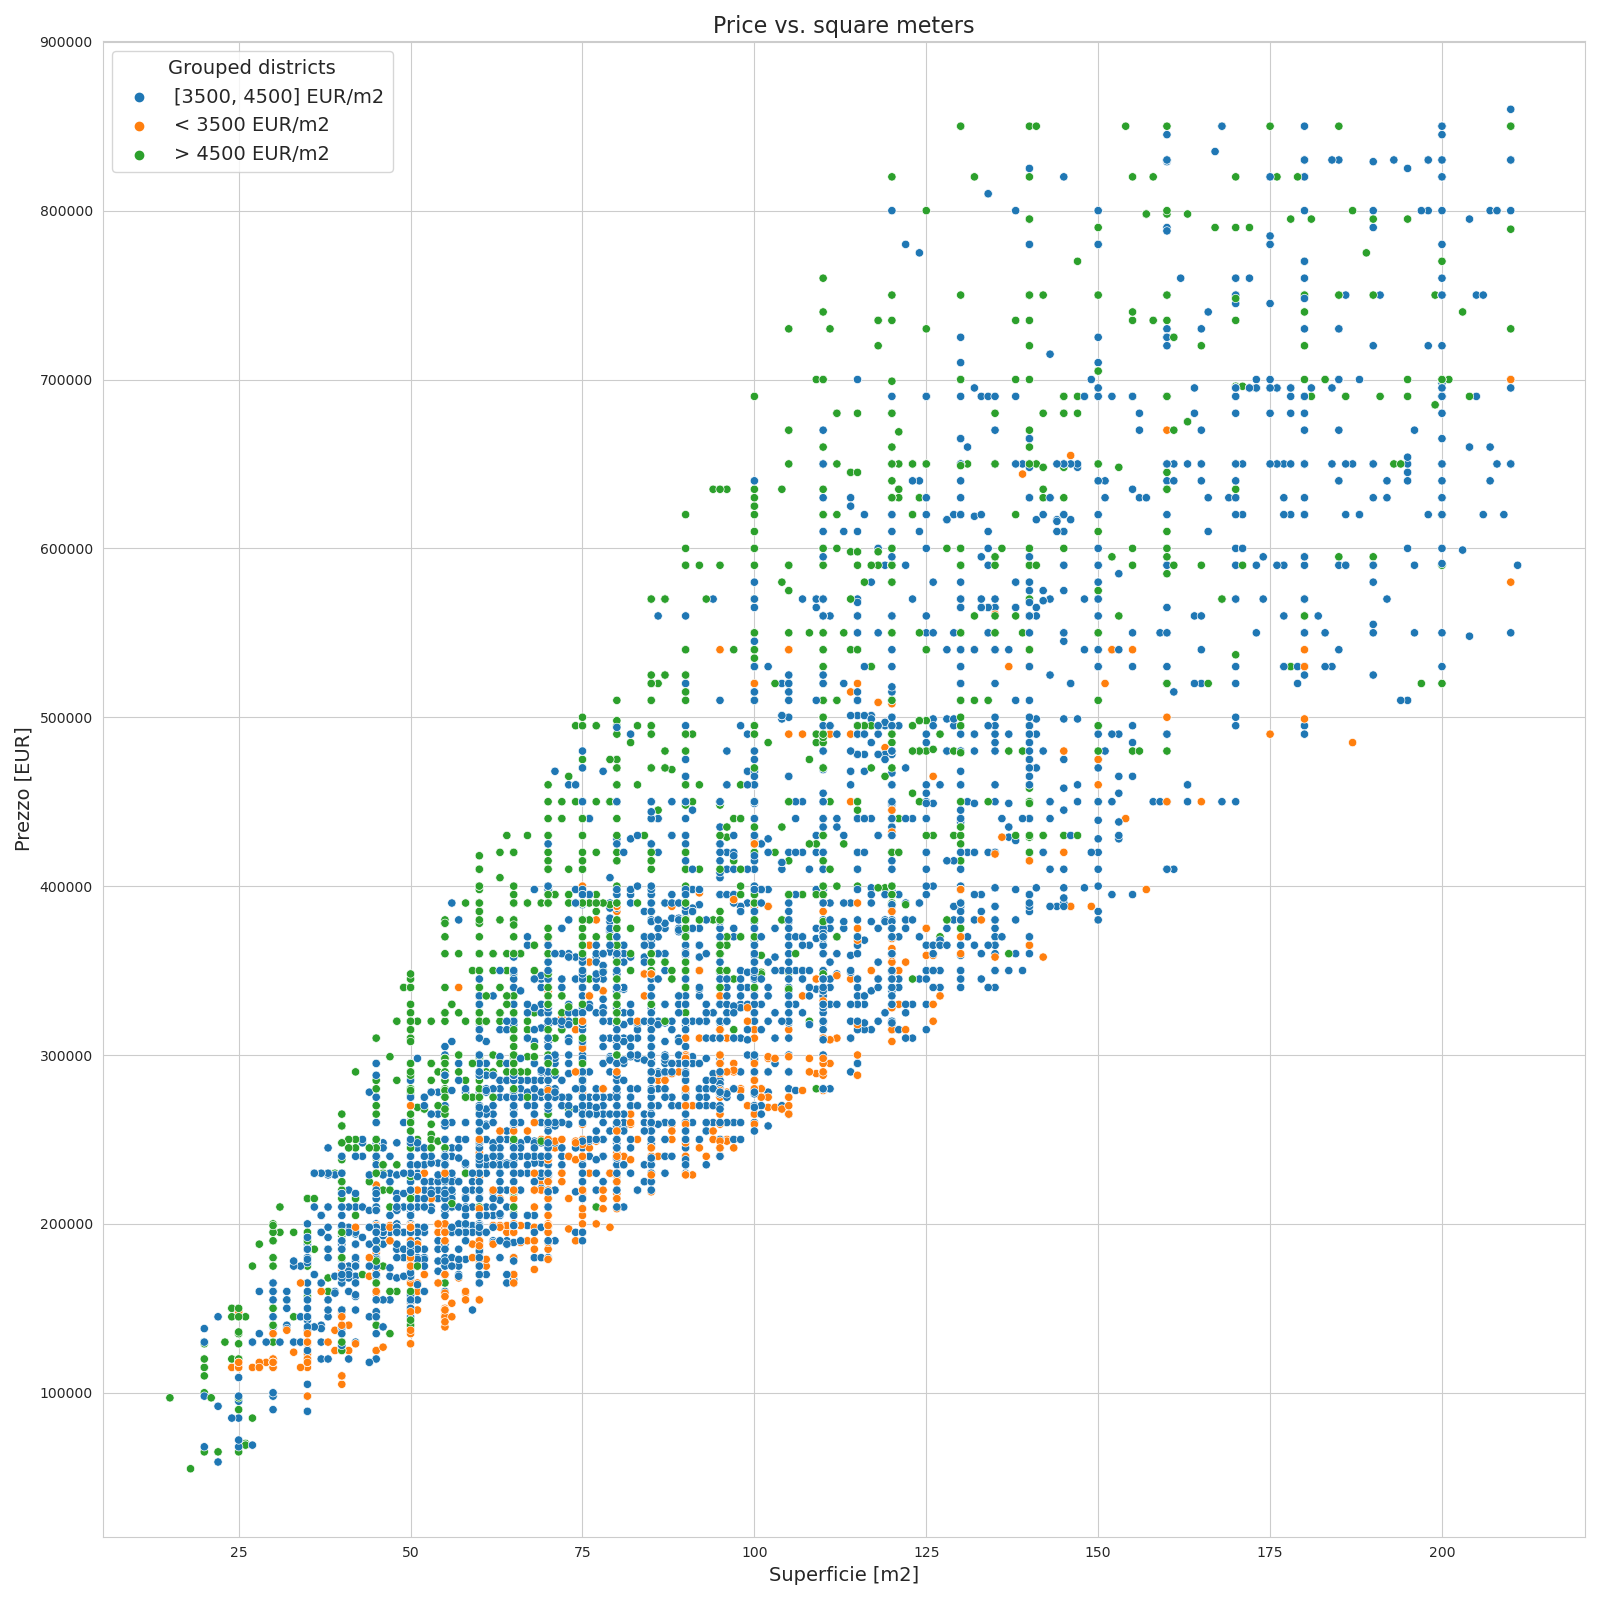 Price vs. square meters
900000
Grouped districts
[3500, 4500] EUR/m2
< 3500 EUR/m2
> 4500 EUR/m2
800000
700000
600000
500000
400000
300000
200000
100000
Prezzo [EUR]
25 50 75 100 125 150 175 200
Superficie [m2]